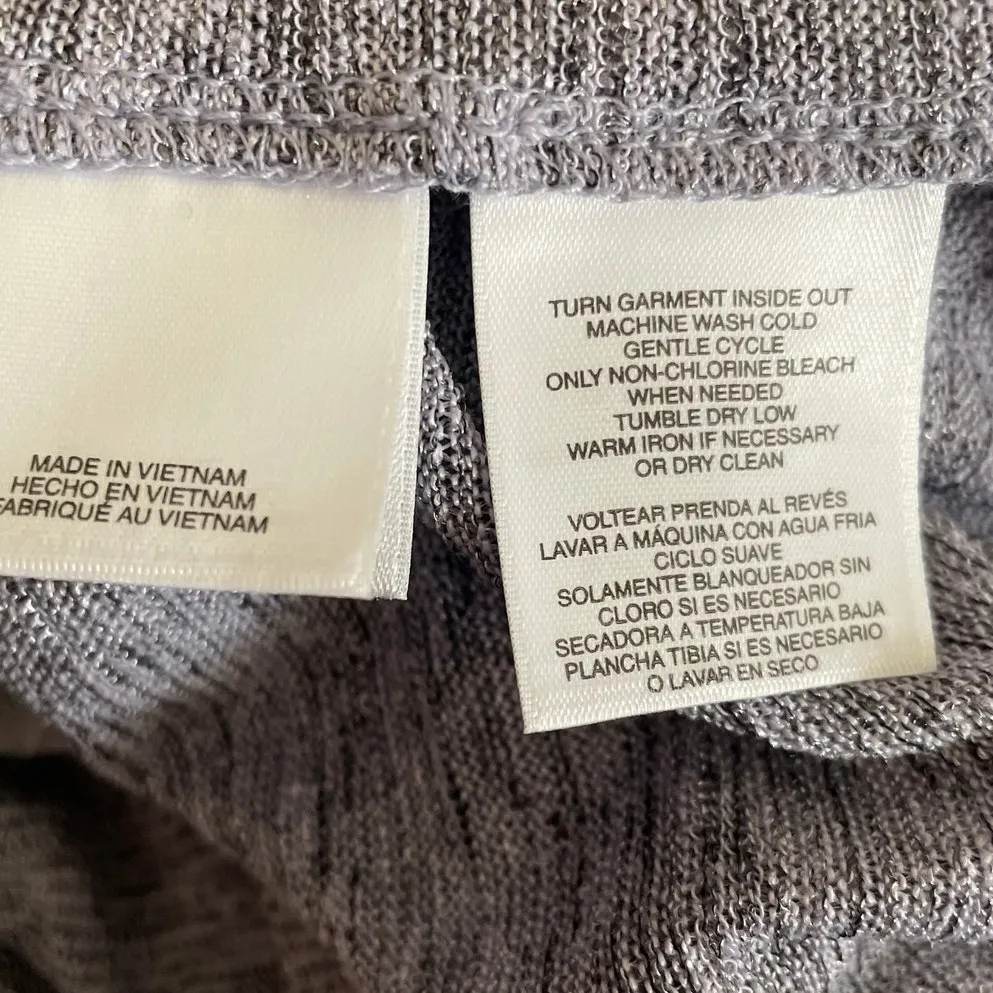 MADE IN VIETNAM
HECHO EN VIETNAM
FABRIQUÉ AU VIETNAM
TURN GARMENT INSIDE OUT
MACHINE WASH COLD
GENTLE CYCLE
ONLY NON-CHLORINE BLEACH
WHEN NEEDED
TUMBLE DRY LOW
WARM IRON IF NECESSARY
OR DRY CLEAN
VOLTEAR PRENDA AL REVÉS
LAVAR A MÁQUINA CON AGUA FRIA
CICLO SUAVE
SOLAMENTE BLANQUEADOR SIN
CLORO SI ES NECESARIO
SECADORA A TEMPERATURA BAJA
PLANCHA TIBIA SI ES NECESARIO
O LAVAR EN SECO